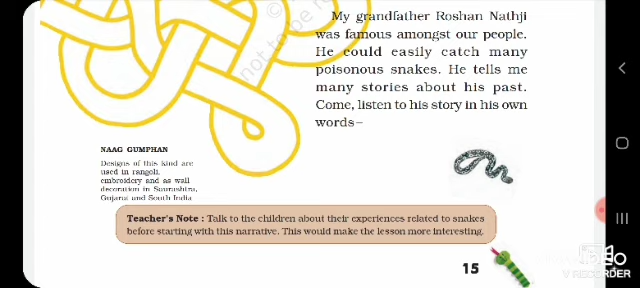 My grandfather Roshan Nathji
was famous amongst our people.
He could easily catch many
poisonous snakes. He tells me
many stories about his past.
Come, listen to his story in his own
words–
NAAG GUMPHAN
Designs of this kind are
used in rangoli,
embroidery and as wall
decoration in Saurashtra,
Gujarat and South India
Teacher's Note : Talk to the children about their experiences related to snakes
before starting with this narrative. This would make the lesson more interesting.
15
not to be
V RECORDER